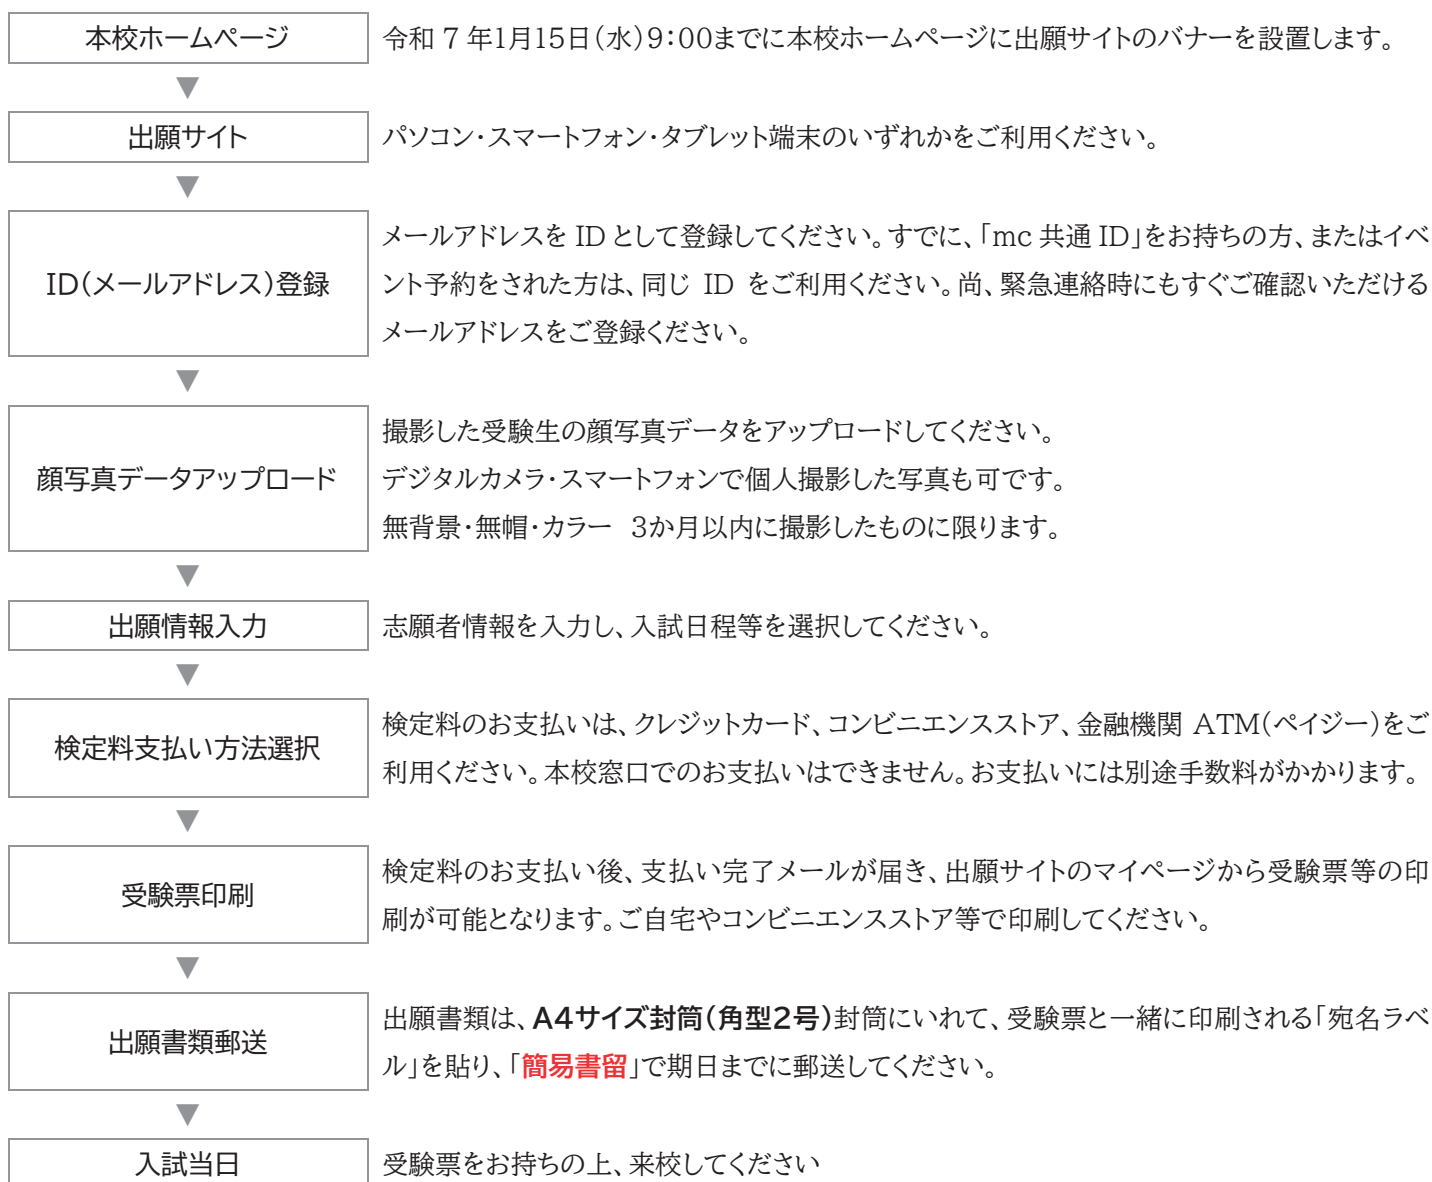 本校ホームページ
令和７年1月15日（水）9：00までに本校ホームページに出願サイトのバナーを設置します。
▼
出願サイト
パソコン・スマートフォン・タブレット端末のいずれかをご利用ください。
▼
ID（メールアドレス）登録
メールアドレスを ID として登録してください。すでに、「mc 共通 ID」をお持ちの方、またはイベ
ント予約をされた方は、同じ ID をご利用ください。尚、緊急連絡時にもすぐご確認いただける
メールアドレスをご登録ください。
▼
顔写真データアップロード
撮影した受験生の顔写真データをアップロードしてください。
デジタルカメラ・スマートフォンで個人撮影した写真も可です。
無背景・無帽・カラー　3か月以内に撮影したものに限ります。
▼
出願情報入力
志願者情報を入力し、入試日程等を選択してください。
▼
検定料支払い方法選択
検定料のお支払いは、クレジットカード、コンビニエンスストア、金融機関 ATM（ペイジー）をご
利用ください。本校窓口でのお支払いはできません。お支払いには別途手数料がかかります。
▼
受験票印刷
検定料のお支払い後、支払い完了メールが届き、出願サイトのマイページから受験票等の印
刷が可能となります。ご自宅やコンビニエンスストア等で印刷してください。
▼
出願書類郵送
出願書類は、A4サイズ封筒（角型2号）封筒にいれて、受験票と一緒に印刷される「宛名ラベ
ル」を貼り、「簡易書留」で期日までに郵送してください。
▼
入試当日
受験票をお持ちの上、来校してください